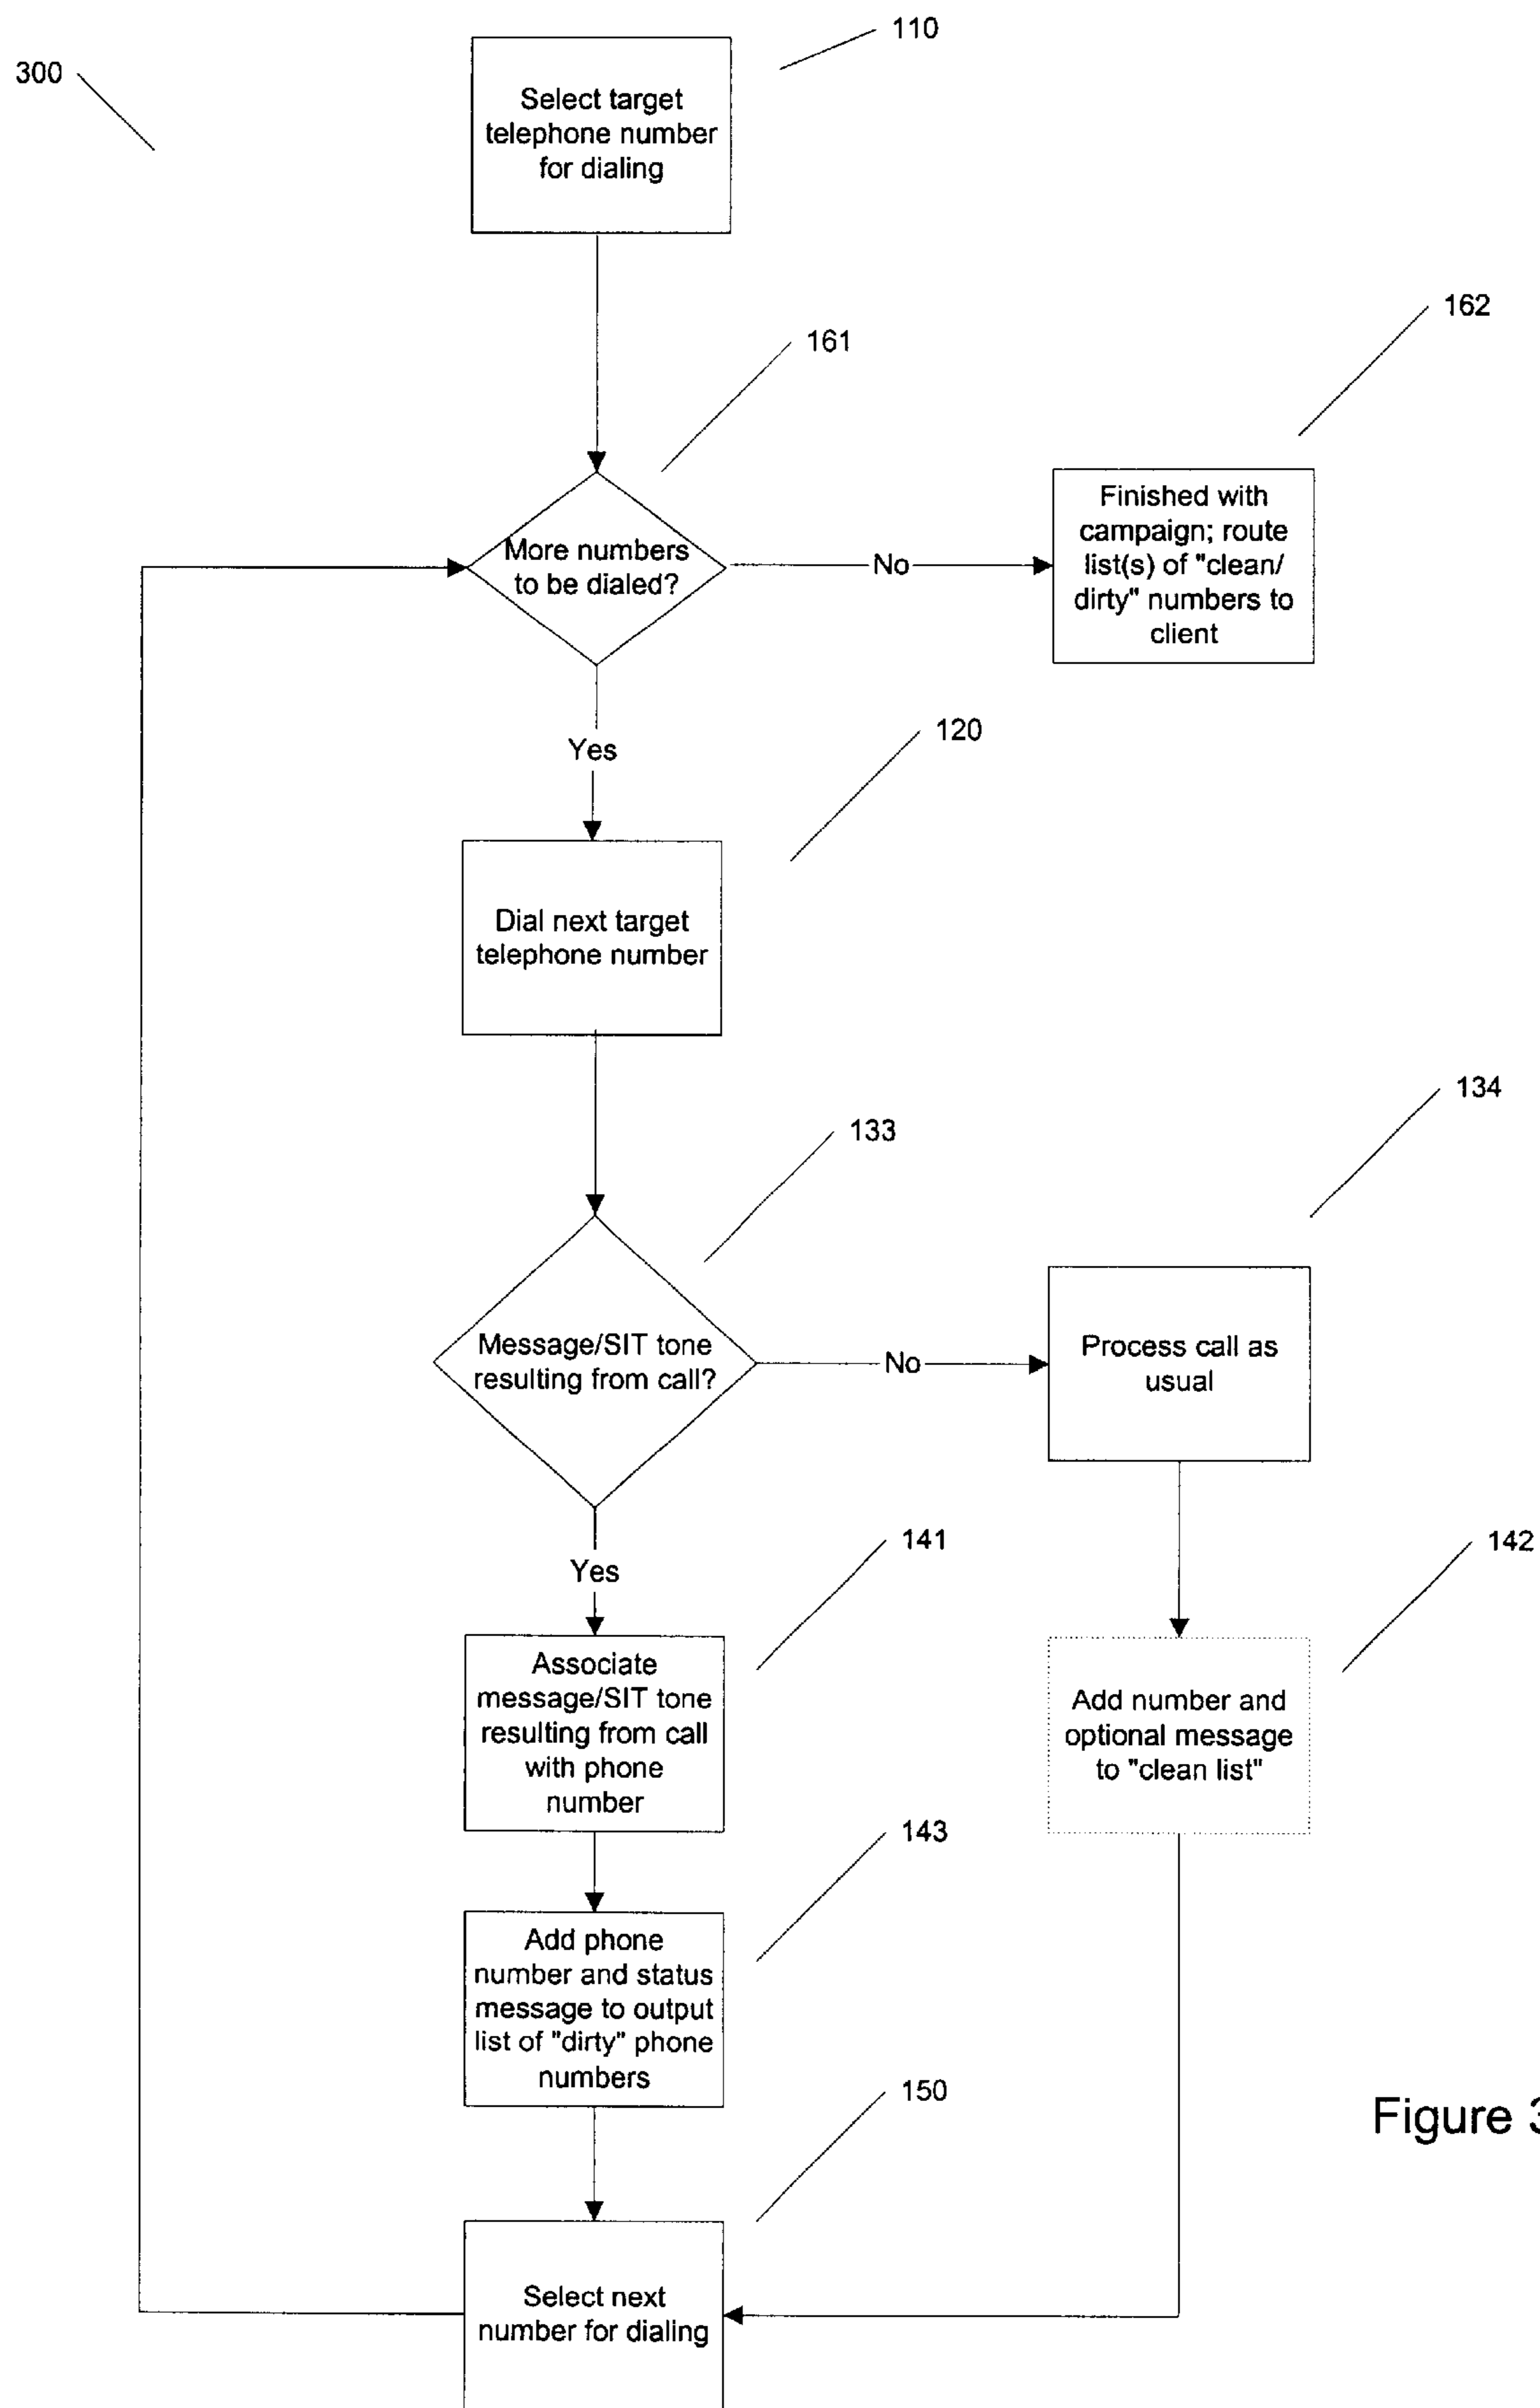 110
300
Select target
telephone number
for dialing
162
161
More numbers
to be dialed?
No
Finished with
campaign; route
list(s) of "clean/
dirty" numbers to
client
Yes
120
Dial next target
telephone number
134
133
Message/SIT tone
resulting from call?
No
Process call as
usual
Yes
141
142
Associate
message/SIT tone
resulting from call
with phone
number
Add number and
optional message
to "clean list"
143
Add phone
number and status
message to output
list of "dirty" phone
numbers
150
Figure 3
Select next
number for dialing